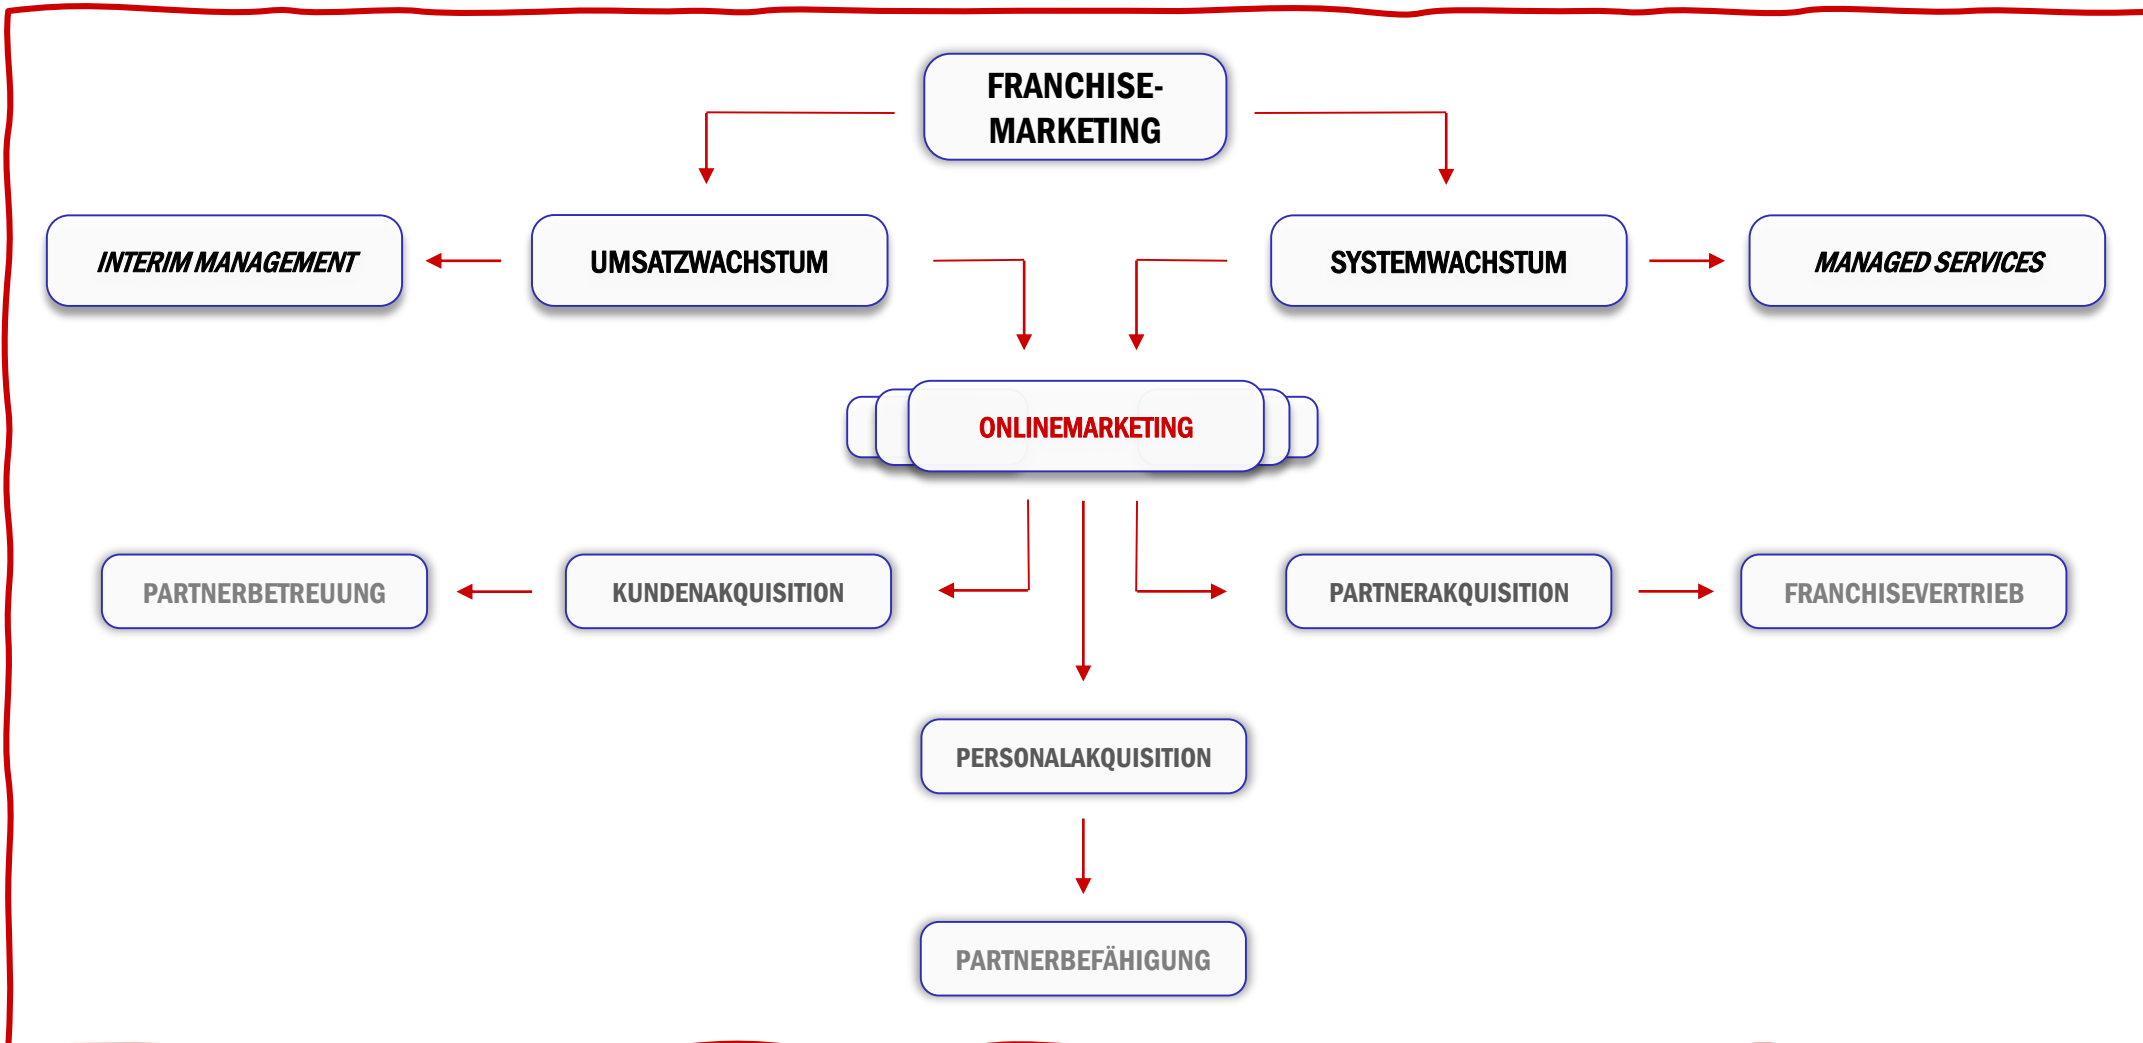 FRANCHISE-
MARKETING
INTERIM MANAGEMENT
UMSATZWACHSTUM
SYSTEMWACHSTUM
MANAGED SERVICES
ONLINEMARKETING
PARTNERBETREUUNG
KUNDENAKQUISITION
PARTNERAKQUISITION
FRANCHISEVERTRIEB
PERSONALAKQUISITION
PARTNERBEFÄHIGUNG